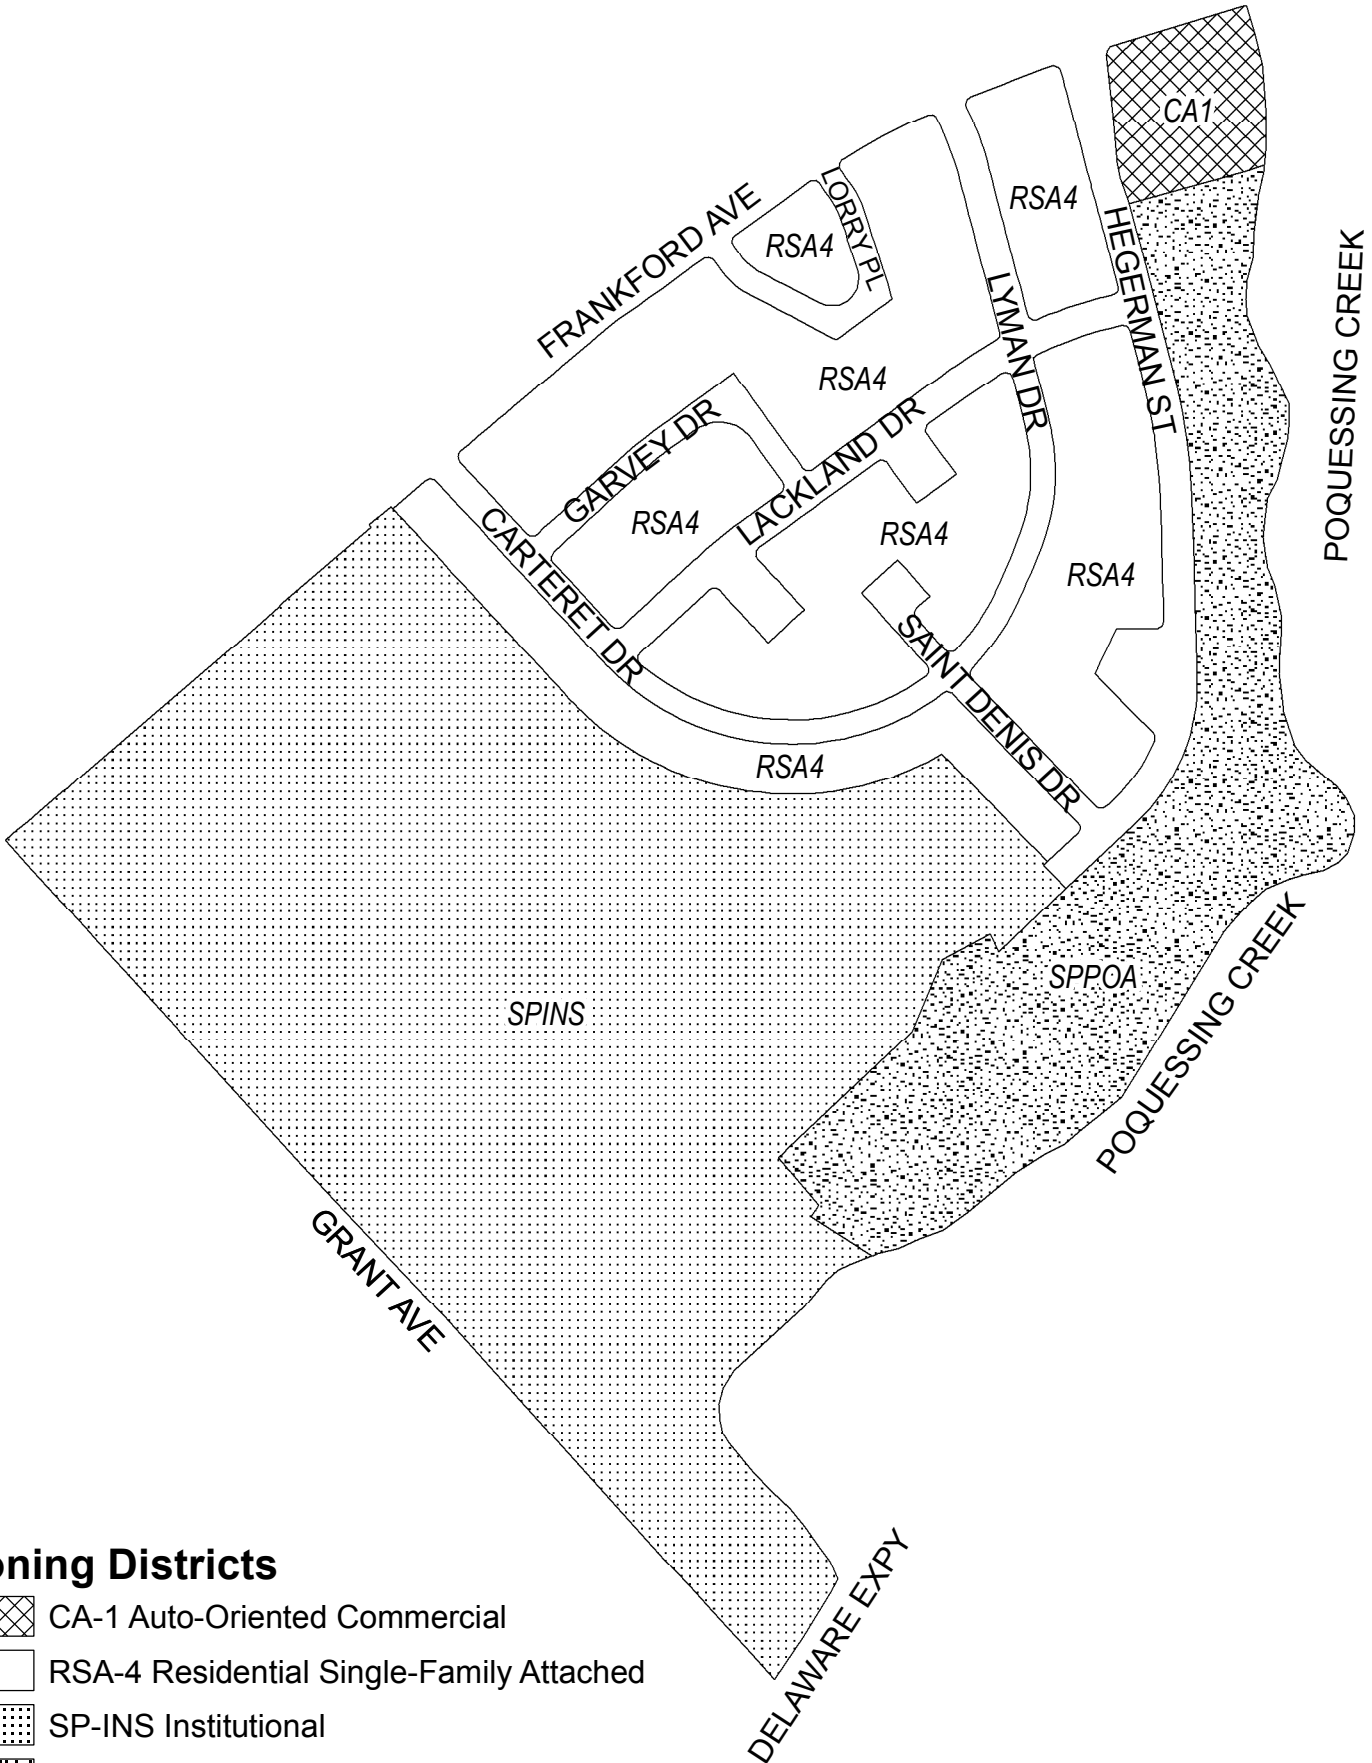 CA1
RSA4
LORRY PL
FRANKFORD AVE
RSA4
HEGERMAN ST
POQUESSING CREEK
LYMAN DR
RSA4
GARVEY DR
LACKLAND DR
RSA4
RSA4
CARTERET DR
RSA4
SAINT DENIS DR
RSA4
SPPOA
SPINS
POQUESSING CREEK
GRANT AVE
DELAWARE EXPY
oning Districts
CA-1 Auto-Oriented Commercial
RSA-4 Residential Single-Family Attached
SP-INS Institutional